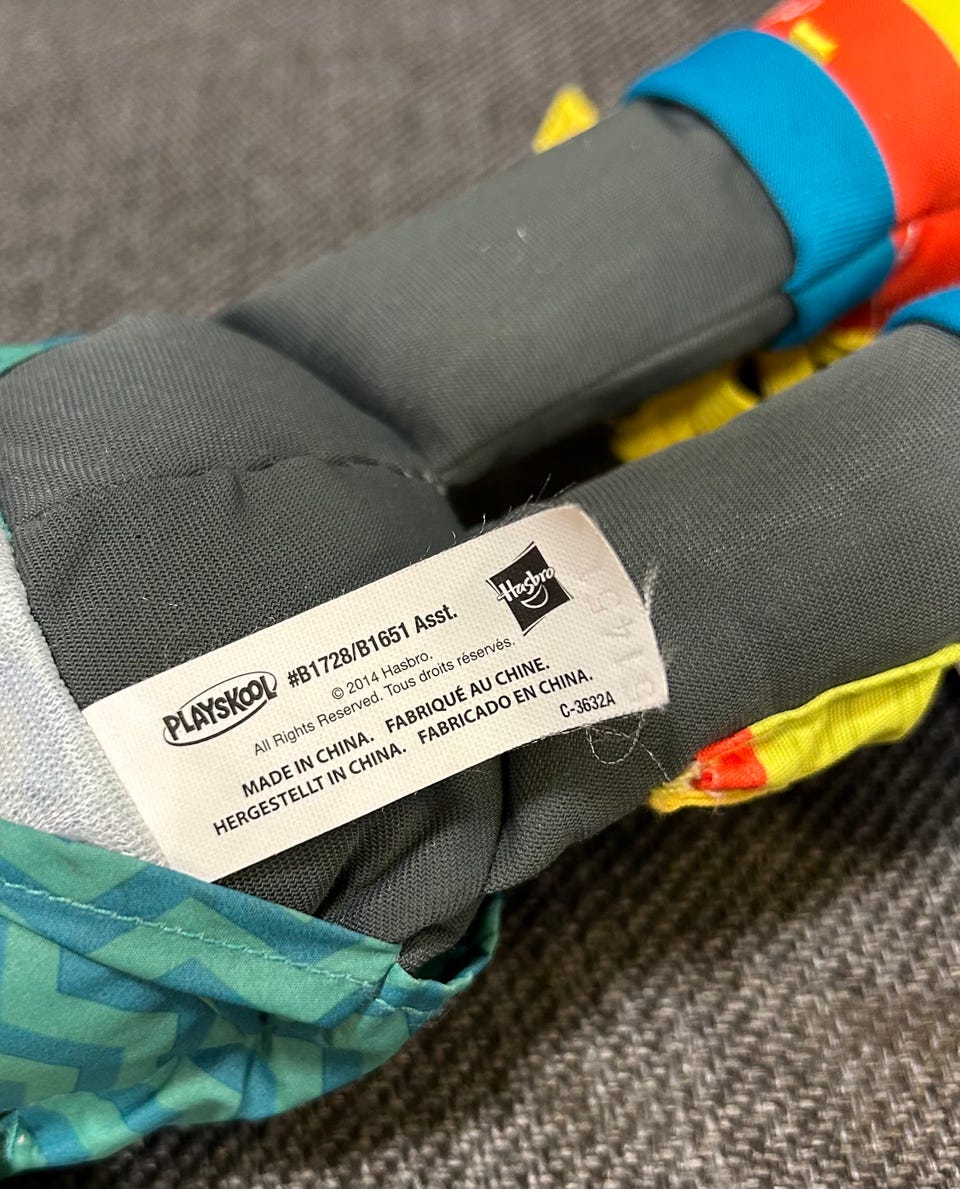 Hasbro
PLAYSKOOL #B1728/B1651 Asst.
© 2014 Hasbro.
All Rights Reserved. Tous droits réservés.
MADE IN CHINA. FABRIQUÉ AU CHINE.
HERGESTELLT IN CHINA. FABRICADO EN CHINA.
C-3632A